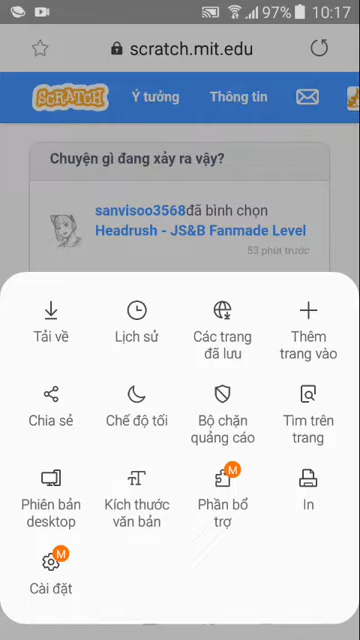 97% 10:17
scratch.mit.edu
SCRATCH Ý tưởng Thông tin
Chuyện gì đang xảy ra vậy?
sanvisoo3568đã bình chọn
Headrush - JS&B Fanmade Level
53 phút trước
Tải về Lịch sử Các trang đã lưu Thêm trang vào
Chia sẻ Chế độ tối Bộ chặn quảng cáo Tìm trên trang
Phiên bản desktop Kích thước văn bản M Phần bổ trợ In
M Cài đặt